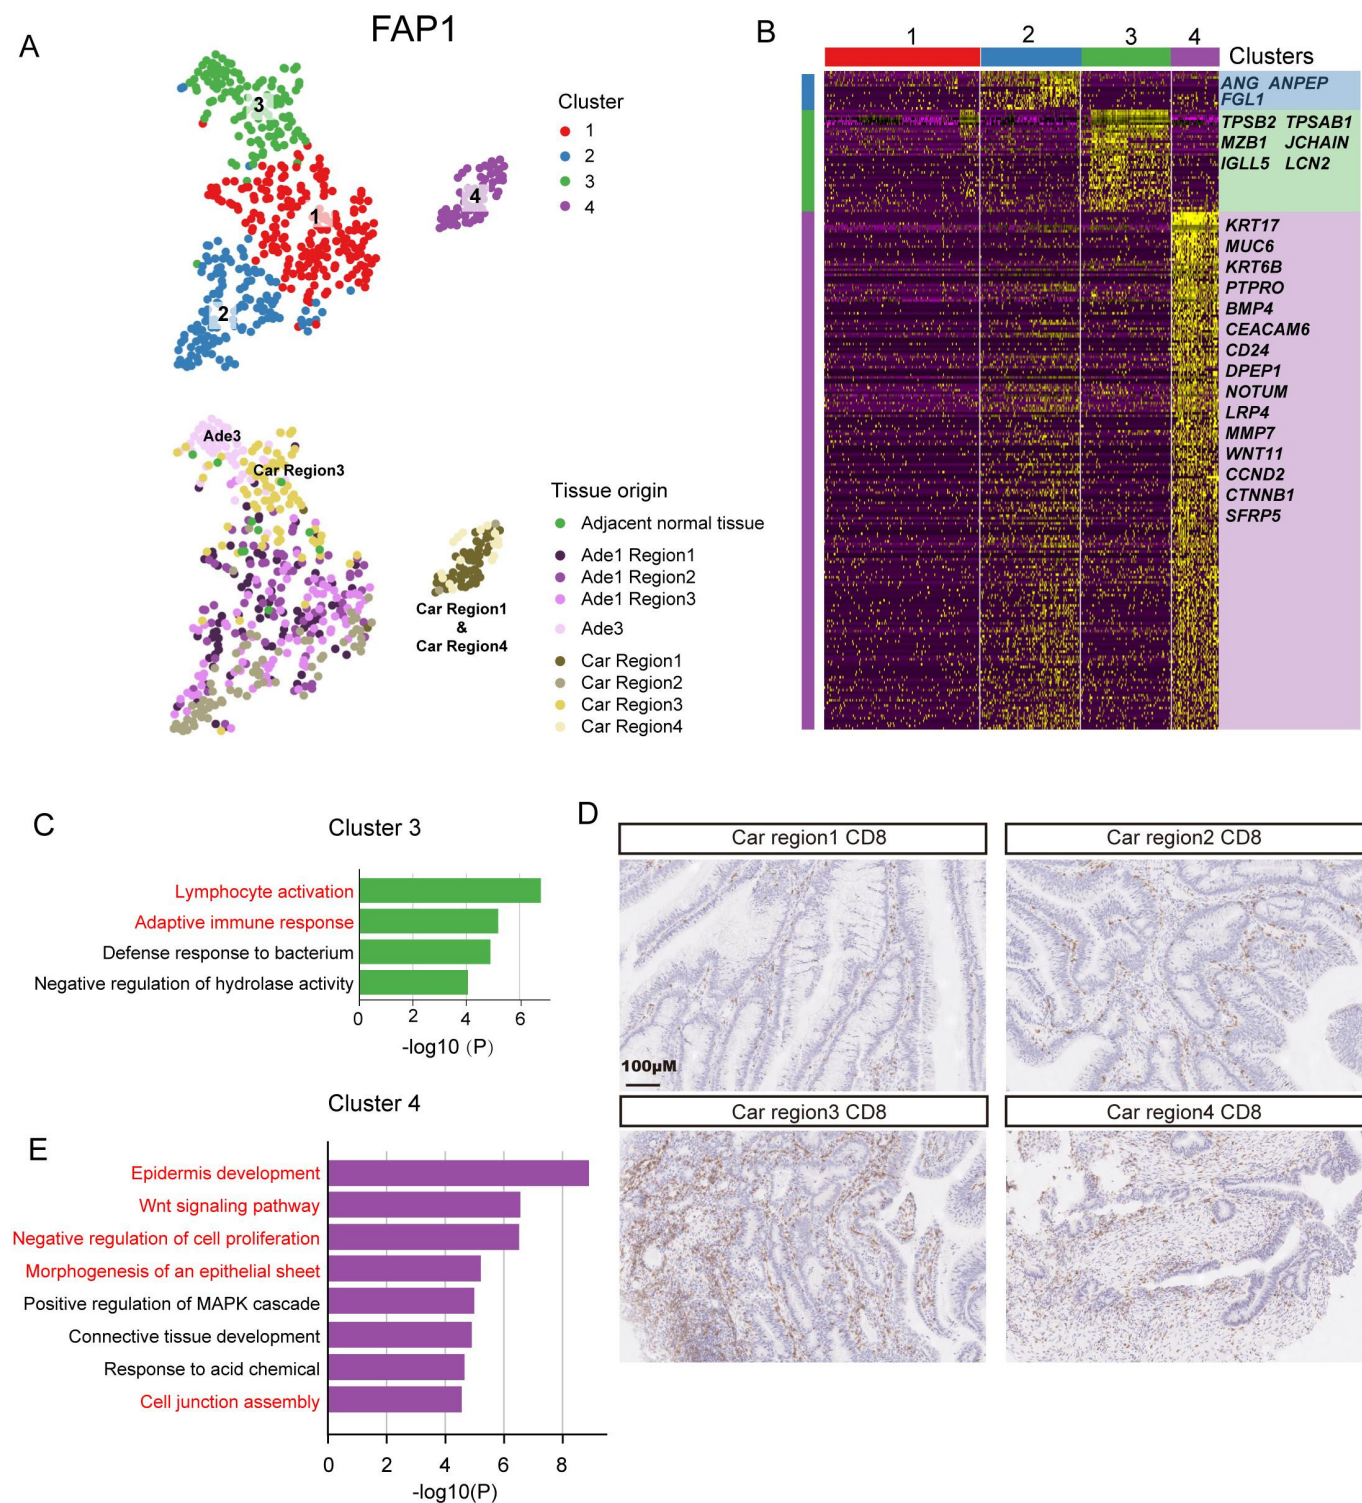 FAP1
A
3
1
2
4
Cluster
1
2
3
4
Ade3
Car Region3
Car Region1
&
Car Region4
Tissue origin
Adjacent normal tissue
Ade1 Region1
Ade1 Region2
Ade1 Region3
Ade3
Car Region1
Car Region2
Car Region3
Car Region4
B
1 2 3 4
Clusters
ANG ANPEP
FGL1
TPSB2 TPSAB1
MZB1 JCHAIN
IGLL5 LCN2
KRT17
MUC6
KRT6B
PTPRO
BMP4
CEACAM6
CD24
DPEP1
NOTUM
LRP4
MMP7
WNT11
CCND2
CTNNB1
SFRP5
C
Cluster 3
Lymphocyte activation
Adaptive immune response
Defense response to bacterium
Negative regulation of hydrolase activity
0 2 4 6
-log10 (P)
D
Car region1 CD8
Car region2 CD8
100µM
Car region3 CD8
Car region4 CD8
Cluster 4
E
Epidermis development
Wnt signaling pathway
Negative regulation of cell proliferation
Morphogenesis of an epithelial sheet
Positive regulation of MAPK cascade
Connective tissue development
Response to acid chemical
Cell junction assembly
0 2 4 6 8
-log10(P)